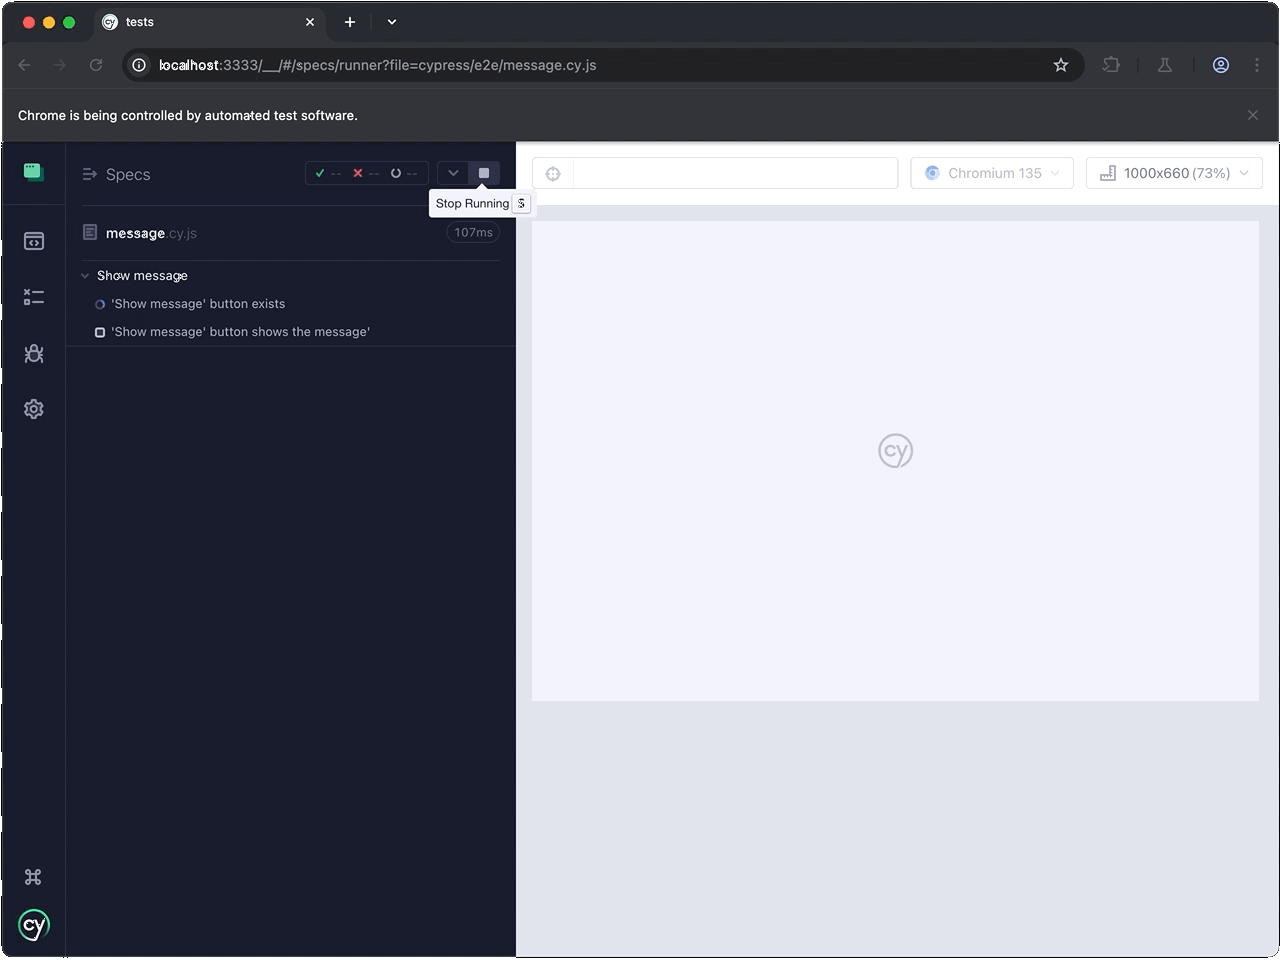 cy tests
localhost:3333/__/#/specs/runner?file=cypress/e2e/message.cy.js
Chrome is being controlled by automated test software.
Specs -- -- --
Chromium 135
1000x660 (73%)
Stop Running S
message.cy.js 107ms
Show message
'Show message' button exists
'Show message' button shows the message'
cy
cy